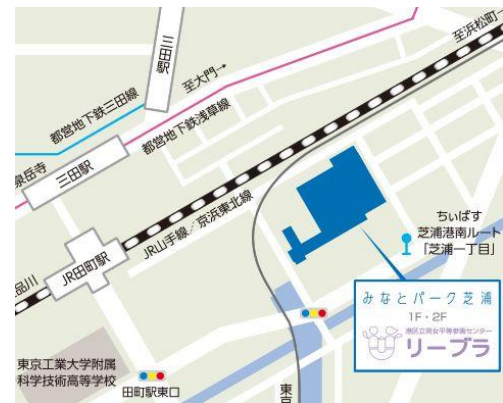 至浜松町→
三田駅
至大門→
都営地下鉄三田線
都営地下鉄浅草線
泉岳寺
三田駅
JR山手線／京浜東北線
JR田町駅
品川
ちぃばす
芝浦港南ルート
「芝浦一丁目」
みなとパーク芝浦
1F・2F
港区立男女平等参画センター
リーブラ
東京工業大学附属
科学技術高等学校
田町駅東口
東京